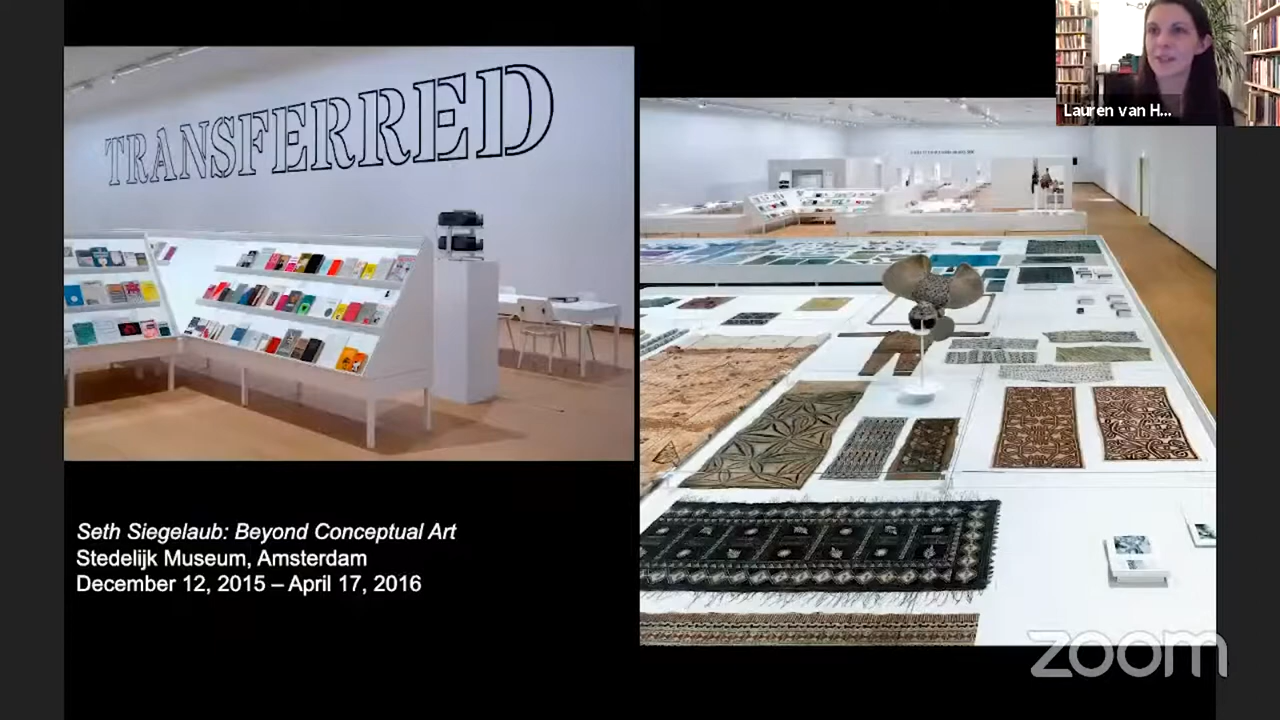 TRANSFERRED
Lauren van H...
Seth Siegelaub: Beyond Conceptual Art
Stedelijk Museum, Amsterdam
December 12, 2015 – April 17, 2016
zoom